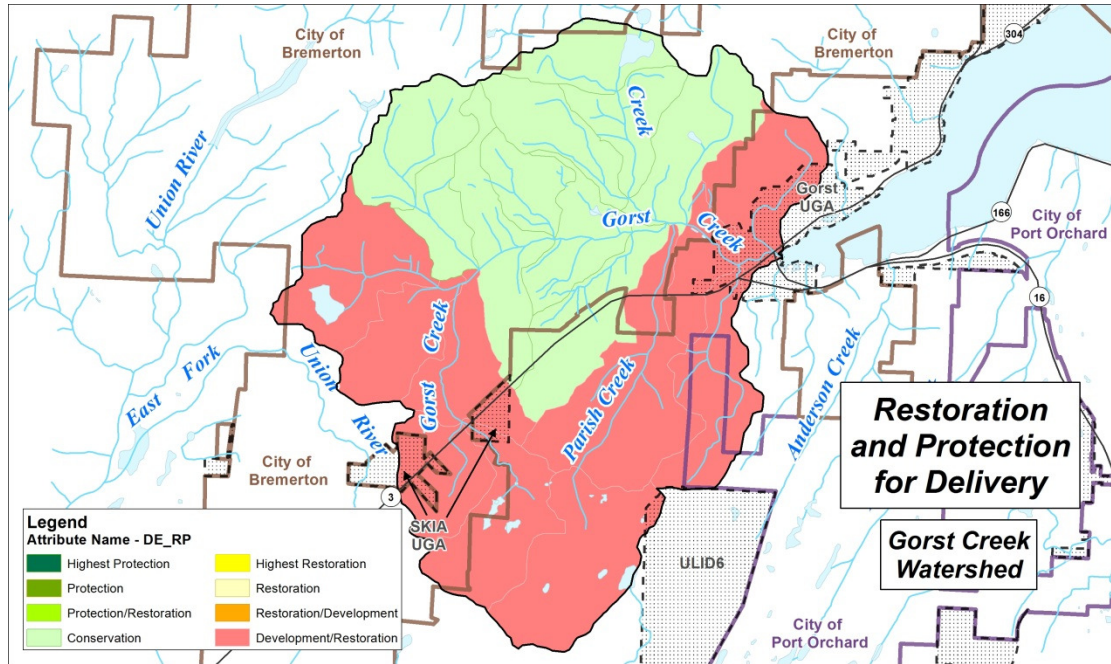 City of
Bremerton
City of
Bremerton
304
Creek
Union River
Gorst
UGA
Gorst
Creek
166
City of
Port Orchard
16
Creek
East Fork
Union
River
Gorst
Parish Creek
Anderson Creek
City of
Bremerton
3
SKIA
UGA
ULID6
Restoration
and Protection
for Delivery
Gorst Creek
Watershed
City of
Port Orchard
Legend
Attribute Name - DE_RP
Highest Protection
Highest Restoration
Protection
Restoration
Protection/Restoration
Restoration/Development
Conservation
Development/Restoration